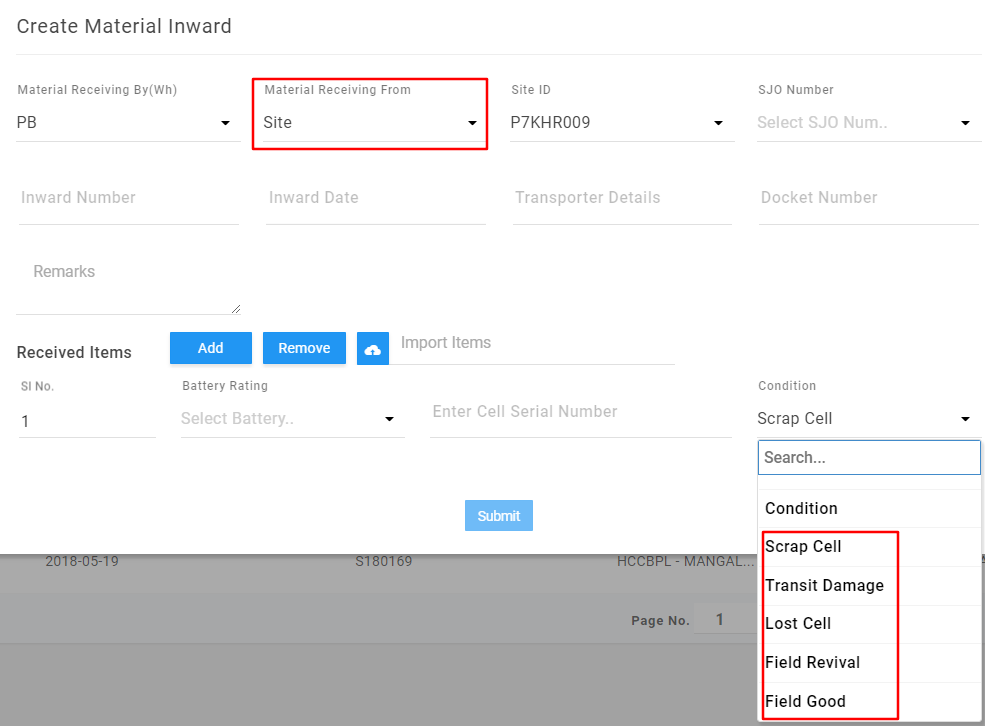 Create Material Inward
Material Receiving By(Wh)
Material Receiving From
Site ID
SJO Number
PB
Site
P7KHR009
Select SJO Num..
Inward Number
Inward Date
Transporter Details
Docket Number
Remarks
Received Items
Add
Remove
Import Items
Sl No.
Battery Rating
Condition
1
Select Battery..
Enter Cell Serial Number
Scrap Cell
Search...
Condition
Scrap Cell
Transit Damage
Lost Cell
Field Revival
Field Good
Submit
2018-05-19
S180169
HCCBPL - MANGAL...
Page No.
1